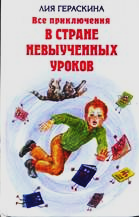 ЛИЯ ГЕРАСКИНА
Все приключения
В СТРАНЕ
НЕВЫУЧЕННЫХ
УРОКОВ